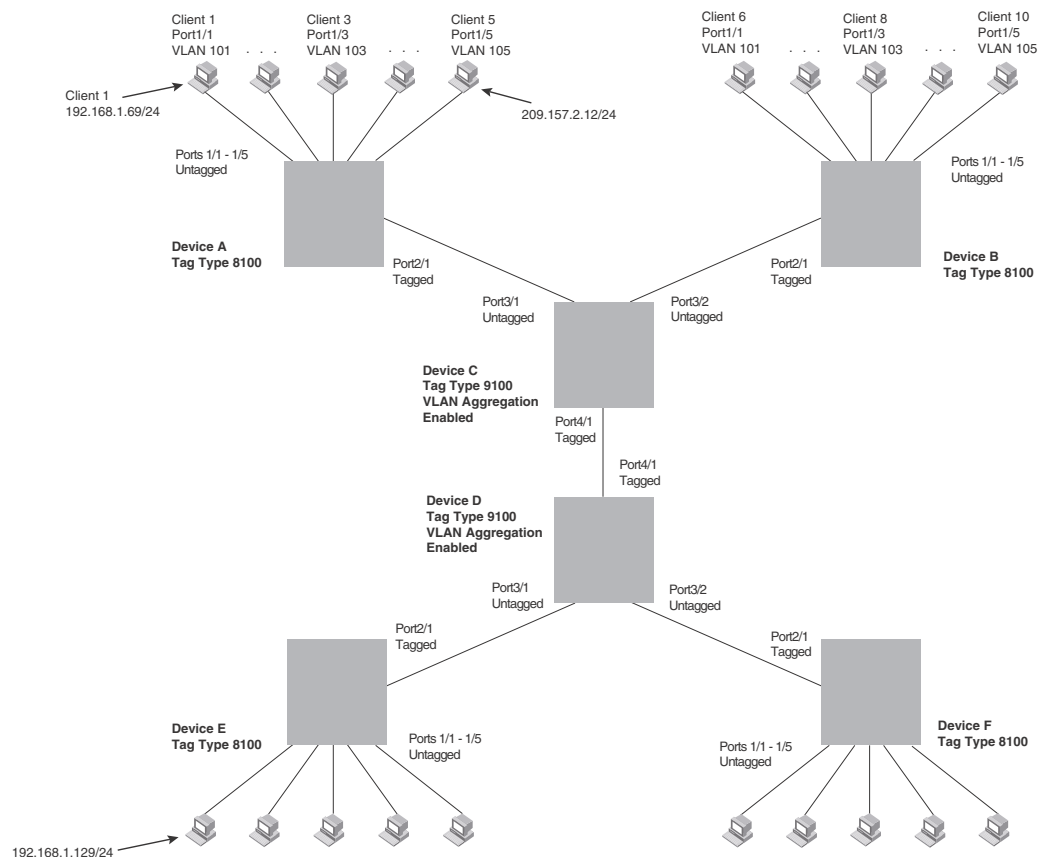 Client 1
Port1/1
VLAN 101
. . .
Client 3
Port1/3
VLAN 103
. . .
Client 5
Port1/5
VLAN 105
Client 6
Port1/1
VLAN 101
. . .
Client 8
Port1/3
VLAN 103
. . .
Client 10
Port1/5
VLAN 105
Client 1
192.168.1.69/24
209.157.2.12/24
Ports 1/1 - 1/5
Untagged
Ports 1/1 - 1/5
Untagged
Device A
Tag Type 8100
Port2/1
Tagged
Port2/1
Tagged
Device B
Tag Type 8100
Port3/1
Untagged
Port3/2
Untagged
Device C
Tag Type 9100
VLAN Aggregation
Enabled
Port4/1
Tagged
Port4/1
Tagged
Device D
Tag Type 9100
VLAN Aggregation
Enabled
Port3/1
Untagged
Port3/2
Untagged
Port2/1
Tagged
Port2/1
Tagged
Device E
Tag Type 8100
Ports 1/1 - 1/5
Untagged
Ports 1/1 - 1/5
Untagged
Device F
Tag Type 8100
192.168.1.129/24